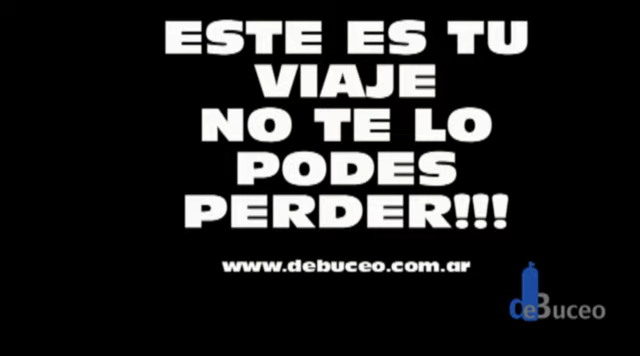 ESTE ES TU
VIAJE
NO TE LO
PODES
PERDER!!!
www.debuceo.com.ar
deBuceo